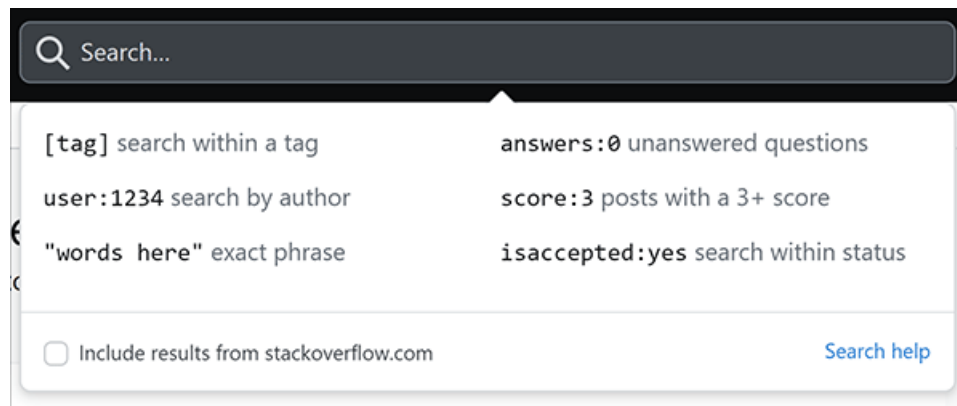 Search...
[tag] search within a tag
answers:0 unanswered questions
user:1234 search by author
score:3 posts with a 3+ score
"words here" exact phrase
isaccepted:yes search within status
Include results from stackoverflow.com
Search help